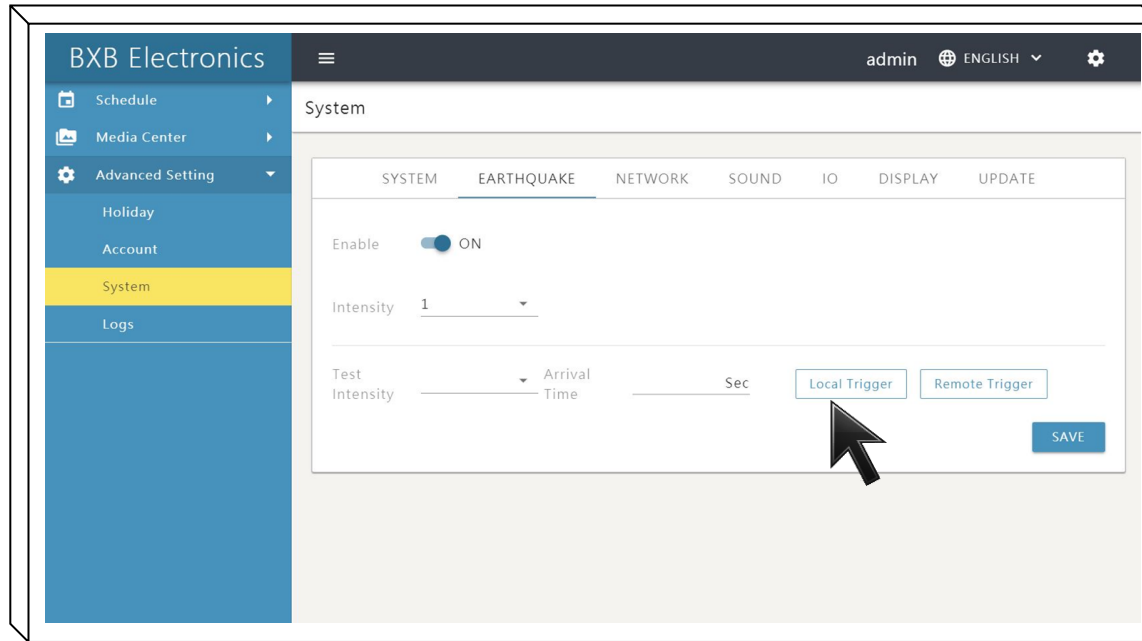 BXB Electronics
admin ENGLISH
Schedule
Media Center
Advanced Setting
Holiday
Account
System
Logs
System
SYSTEM EARTHQUAKE NETWORK SOUND IO DISPLAY UPDATE
Enable ON
Intensity 1
Test Intensity Arrival Time Sec Local Trigger Remote Trigger
SAVE